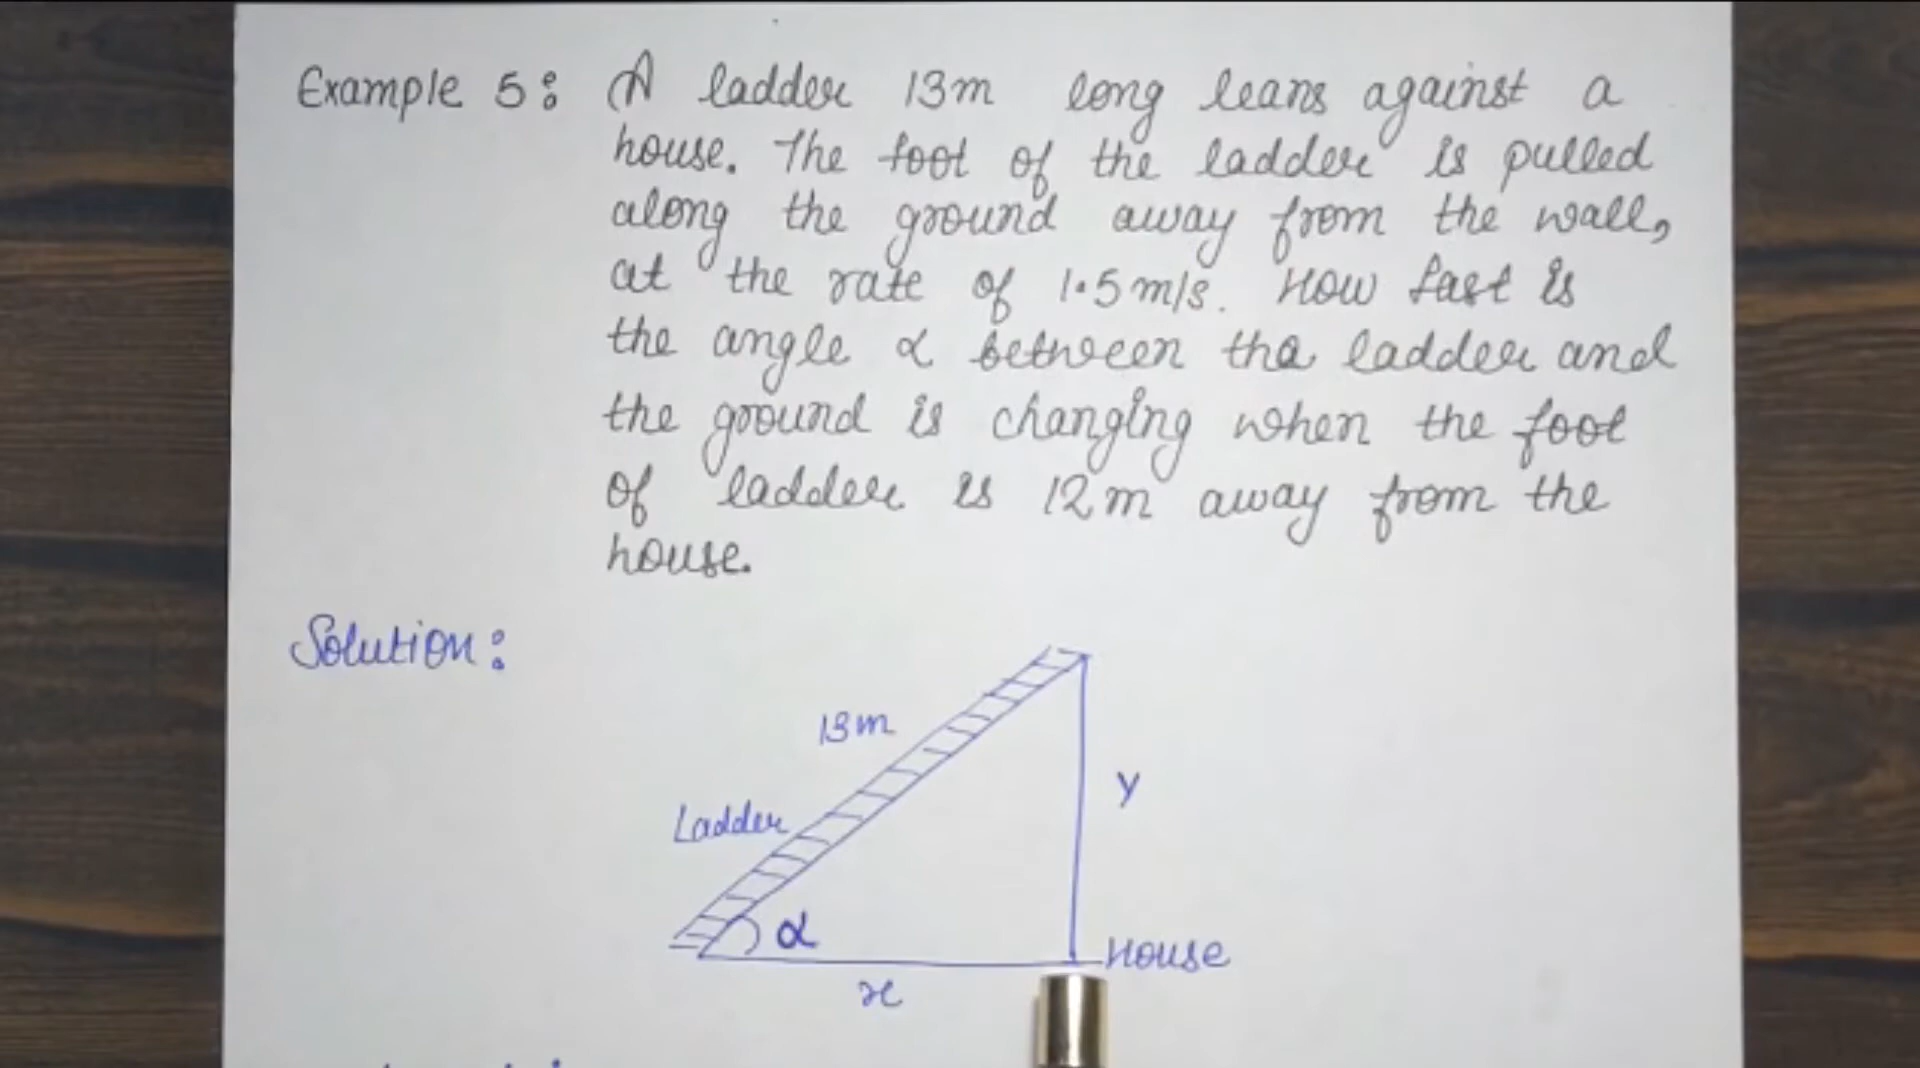 Example 5: A ladder 13m long leans against a
house. The foot of the ladder is pulled
along the ground away from the wall,
at the rate of 1.5m/s. How fast is
the angle α between the ladder and
the ground is changing when the foot
of ladder is 12m away from the
house.
Solution:
13m
y
Ladder
α
House
x